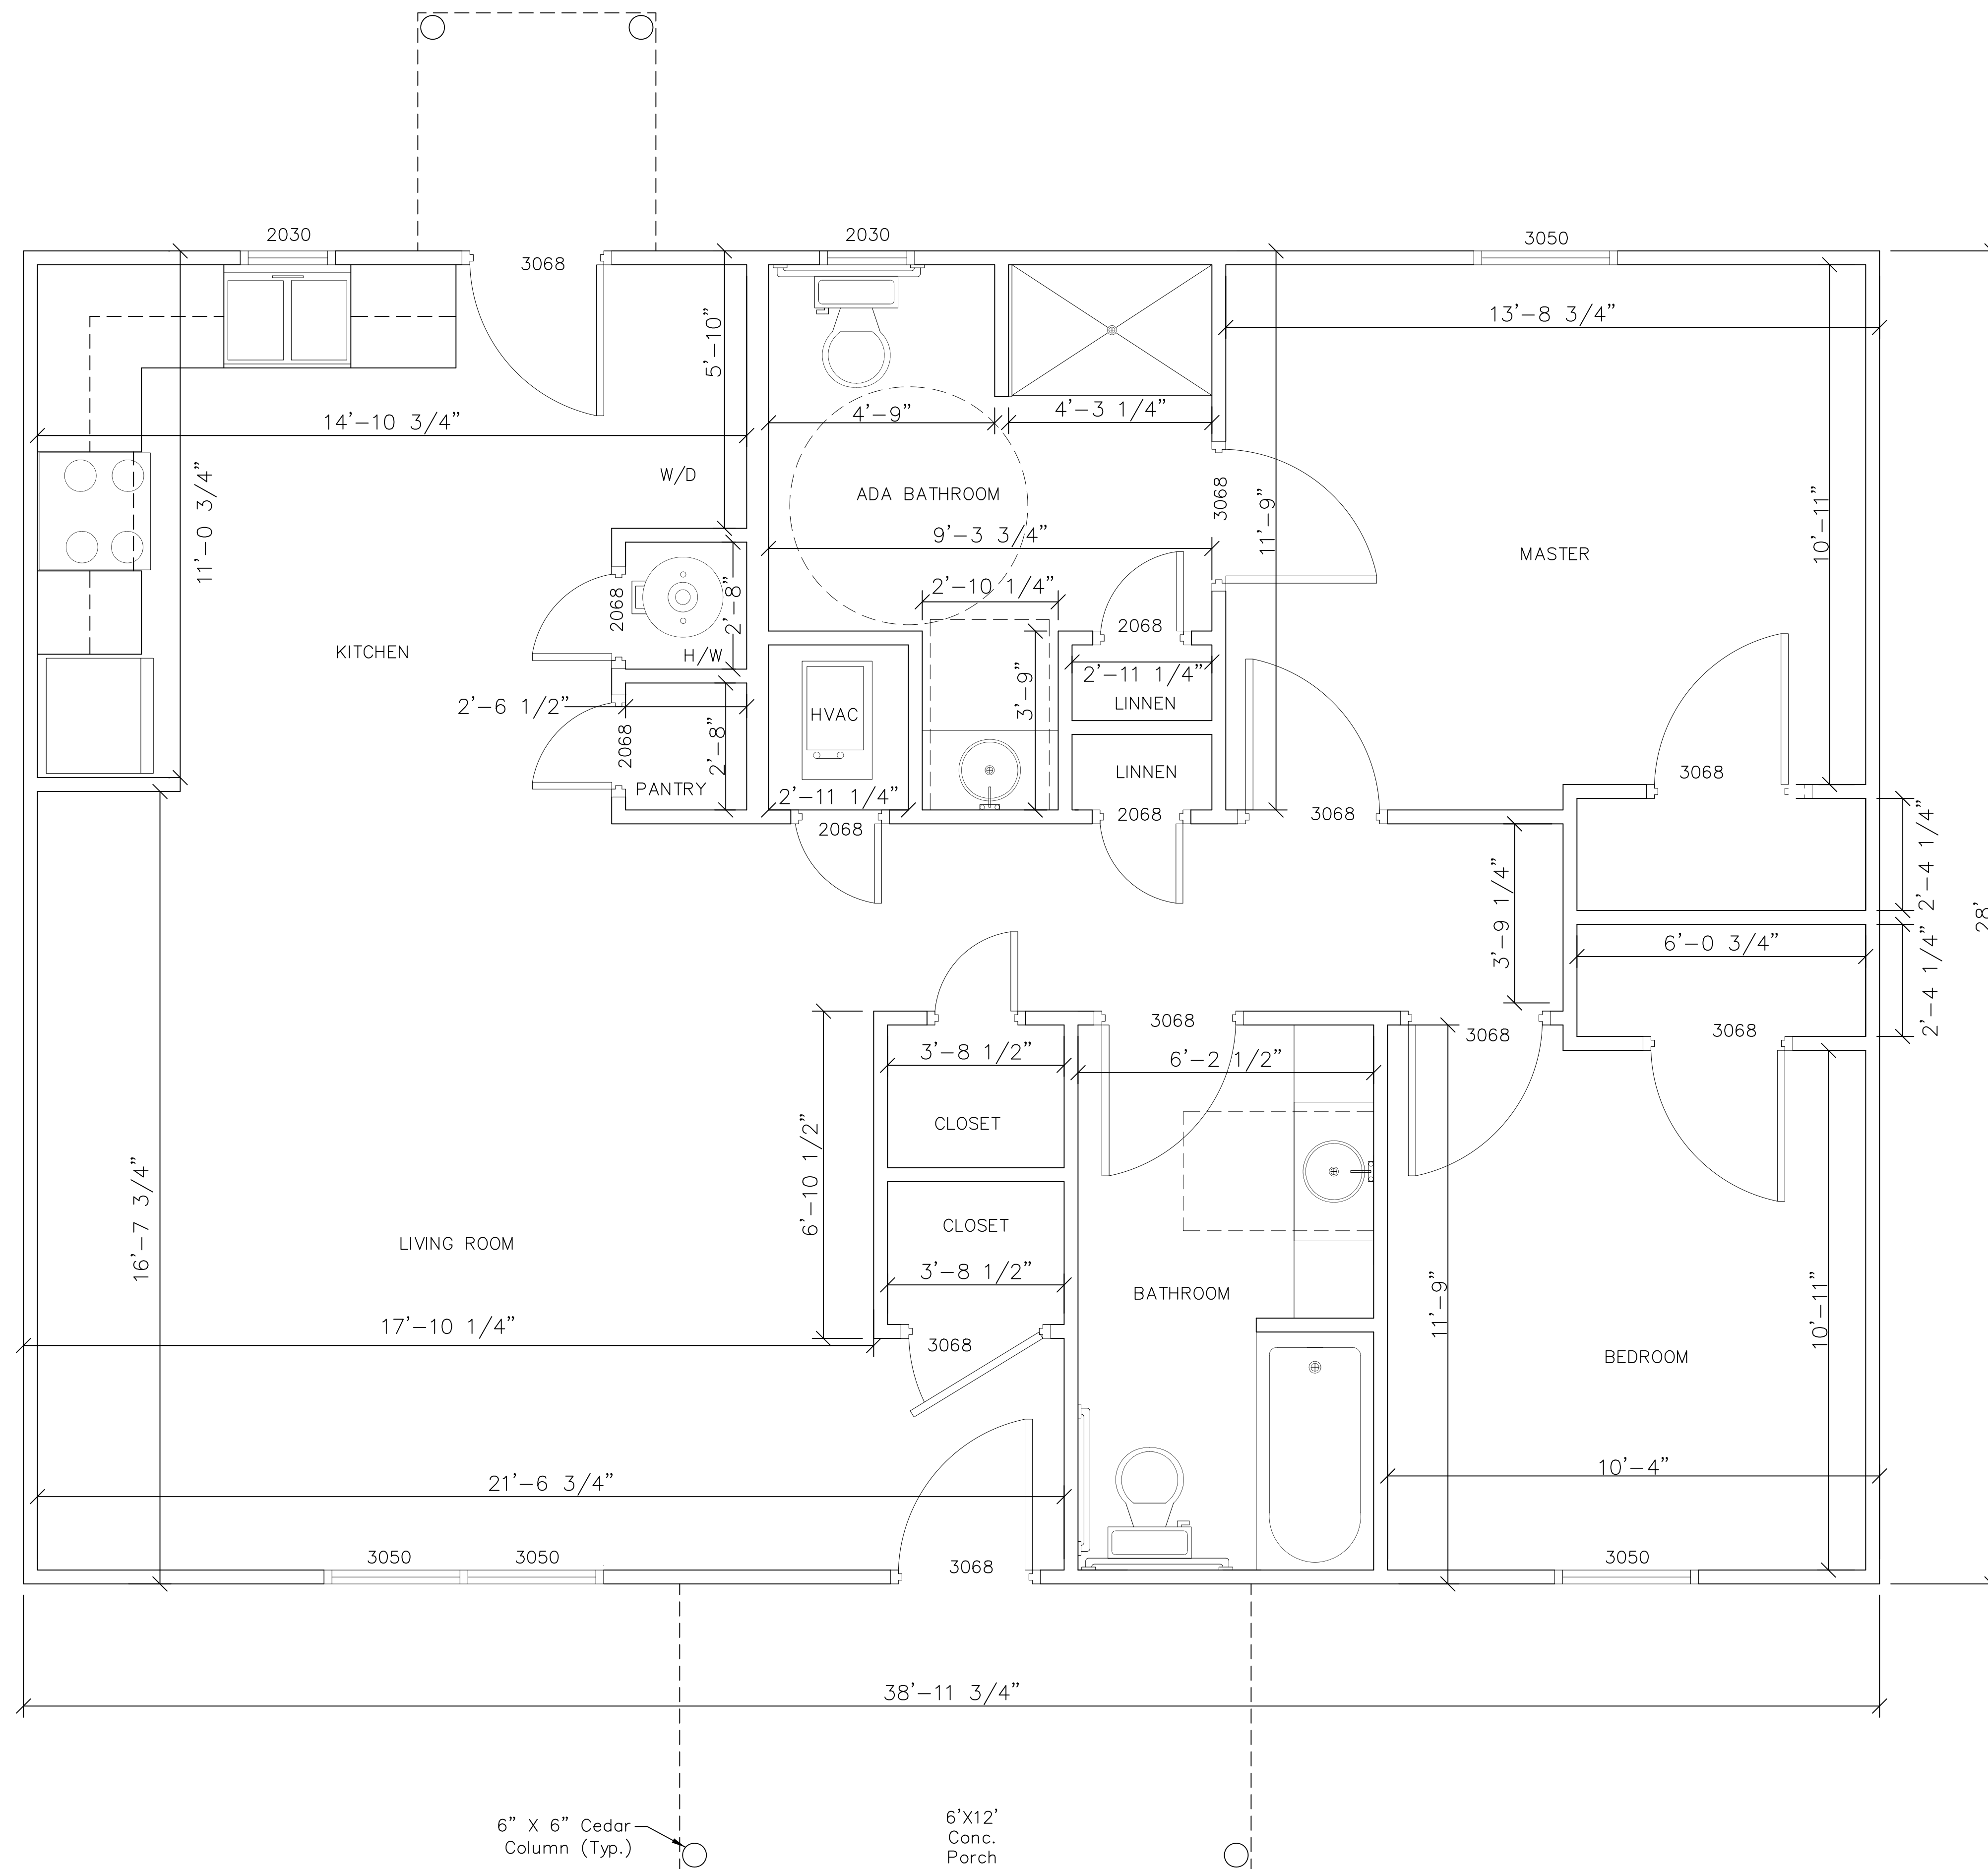 2030
2030
3050
3068
13'-8 3/4"
5'-10"
14'-10 3/4"
4'-9"
4'-3 1/4"
W/D
ADA BATHROOM
3068
11'-9"
10'-11"
11'-0 3/4"
9'-3 3/4"
MASTER
2'-10 1/4"
2068
2'-8"
2068
KITCHEN
H/W
2'-11 1/4"
2'-6 1/2"
LINNEN
3'-9"
HVAC
2068
2'-8"
PANTRY
LINNEN
3068
2'-11 1/4"
2068
2068
3068
2'-4 1/4"
28'
3'-9 1/4"
6'-0 3/4"
2'-4 1/4"
3068
3068
3068
3'-8 1/2"
6'-2 1/2"
CLOSET
6'-10 1/2"
16'-7 3/4"
CLOSET
LIVING ROOM
3'-8 1/2"
BATHROOM
11'-9"
10'-11"
17'-10 1/4"
3068
BEDROOM
21'-6 3/4"
10'-4"
3050
3050
3068
3050
38'-11 3/4"
6" X 6" Cedar
Column (Typ.)
6'X12'
Conc.
Porch